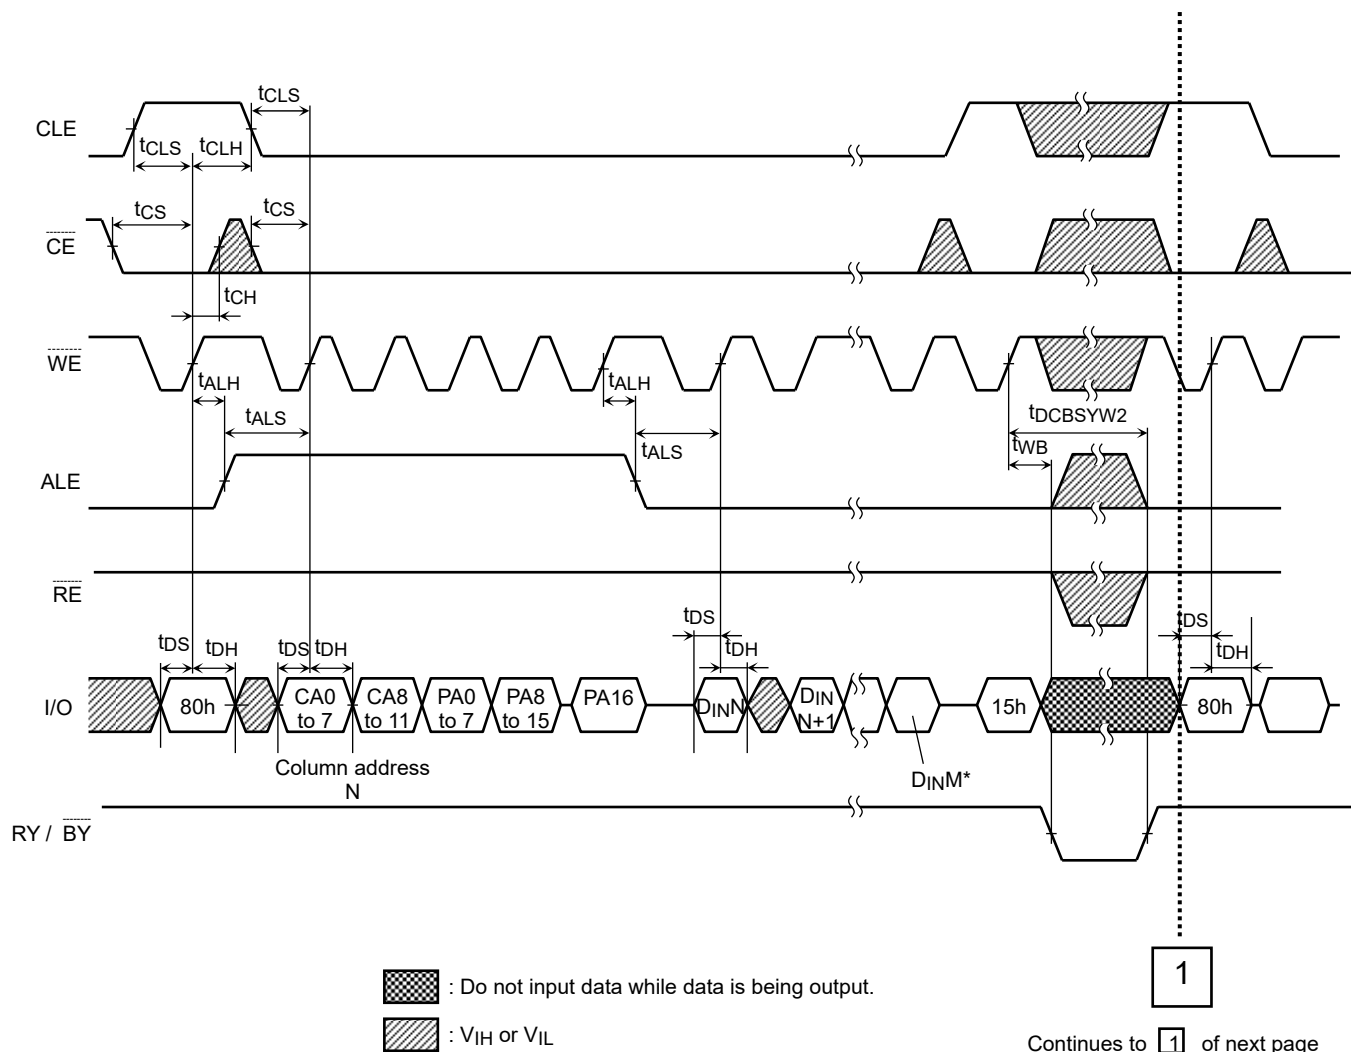 tCLS
CLE
tCLS
tCLH
tCS
tCS
CE
tCH
WE
tALH
tALH
tDCBSYW2
tALS
tALS
tWB
ALE
RE
tDS
tDH
tDS
tDH
tDS
tDH
tDS
tDH
I/O
80h
CA0
to 7
CA8
to 11
PA0
to 7
PA8
to 15
PA16
DINN
DIN
N+1
15h
80h
Column address
N
DINM*
RY / BY
1
: Do not input data while data is being output.
: VIH or VIL
Continues to 1 of next page